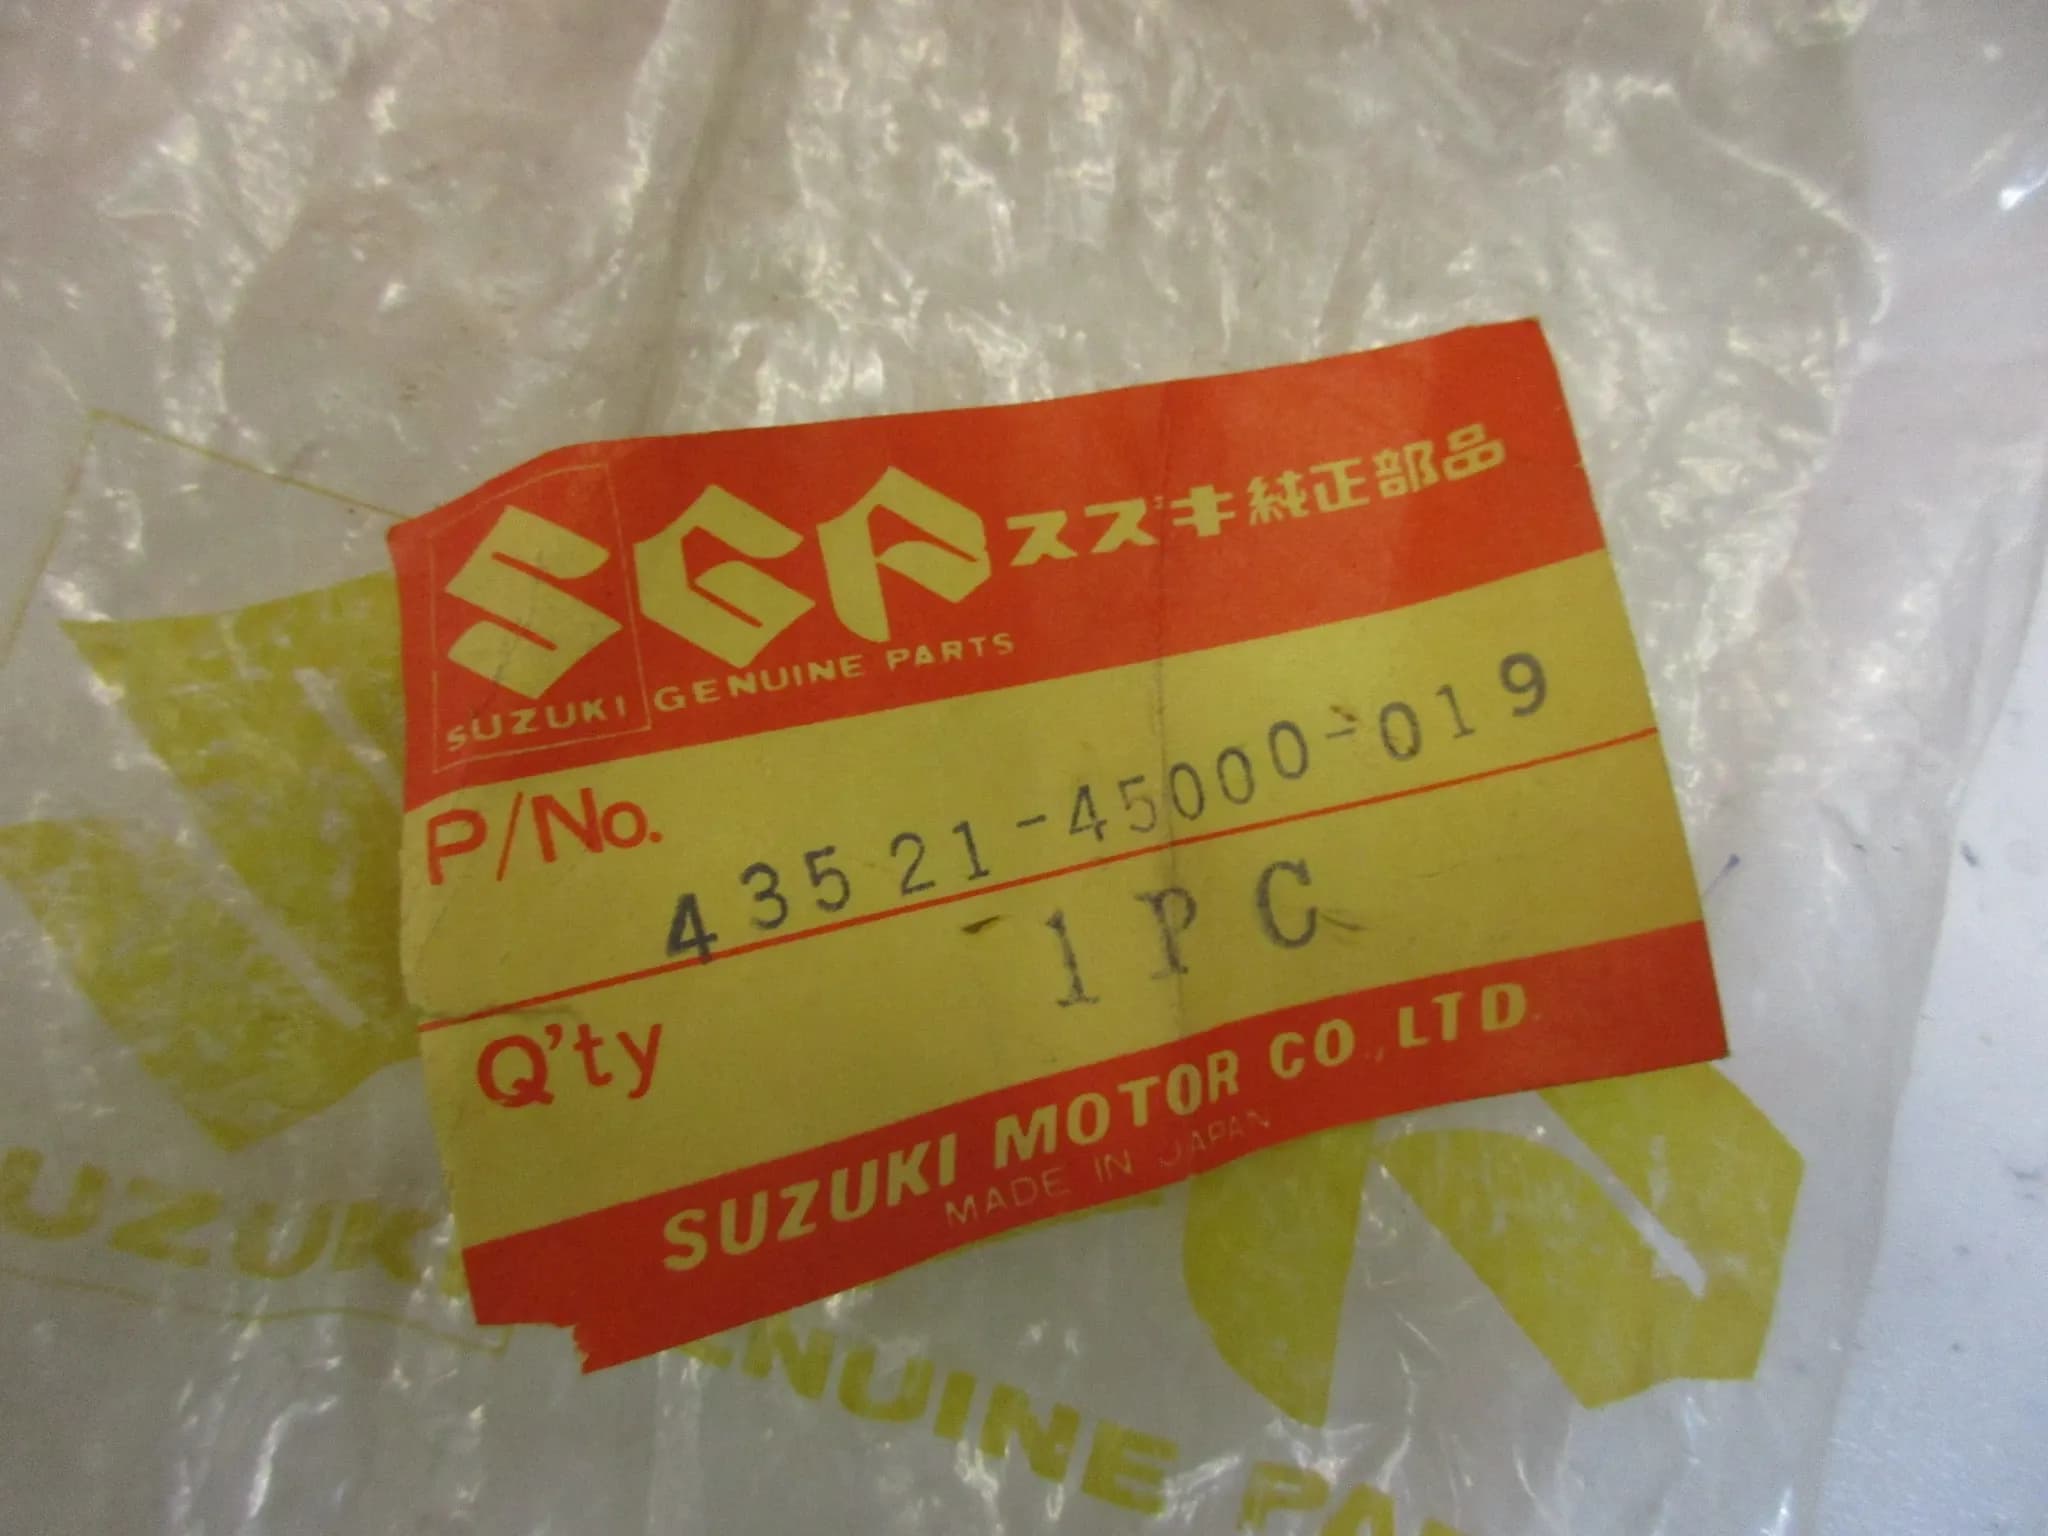 SGP スズキ純正部品
SUZUKI GENUINE PARTS
P/No. 43521-45000-019
Q'ty 1PC
SUZUKI MOTOR CO., LTD.
MADE IN JAPAN
SUZUKI GENUINE PA